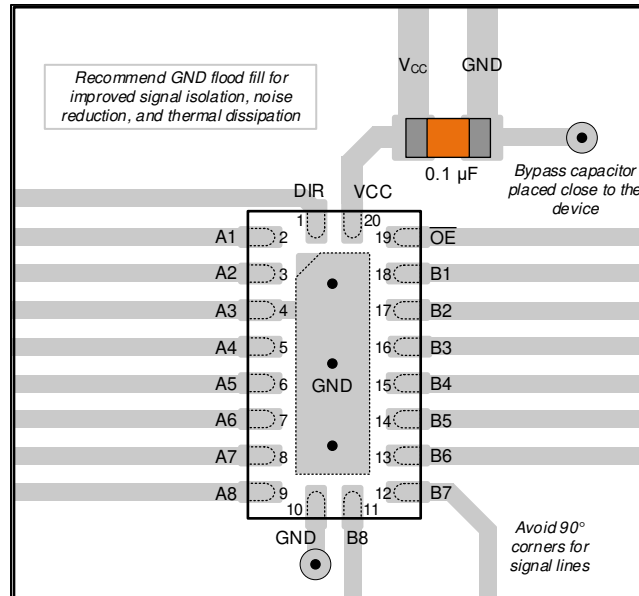 V<sub>CC</sub> GND
Recommend GND flood fill for
improved signal isolation, noise
reduction, and thermal dissipation
0.1 µF
Bypass capacitor
placed close to the
device
DIR VCC
1 20
A1 2 19 O̅E̅
A2 3 18 B1
A3 4 17 B2
A4 5 16 B3
A5 6 GND 15 B4
A6 7 14 B5
A7 8 13 B6
A8 9 12 B7
10 11
GND B8
Avoid 90°
corners for
signal lines